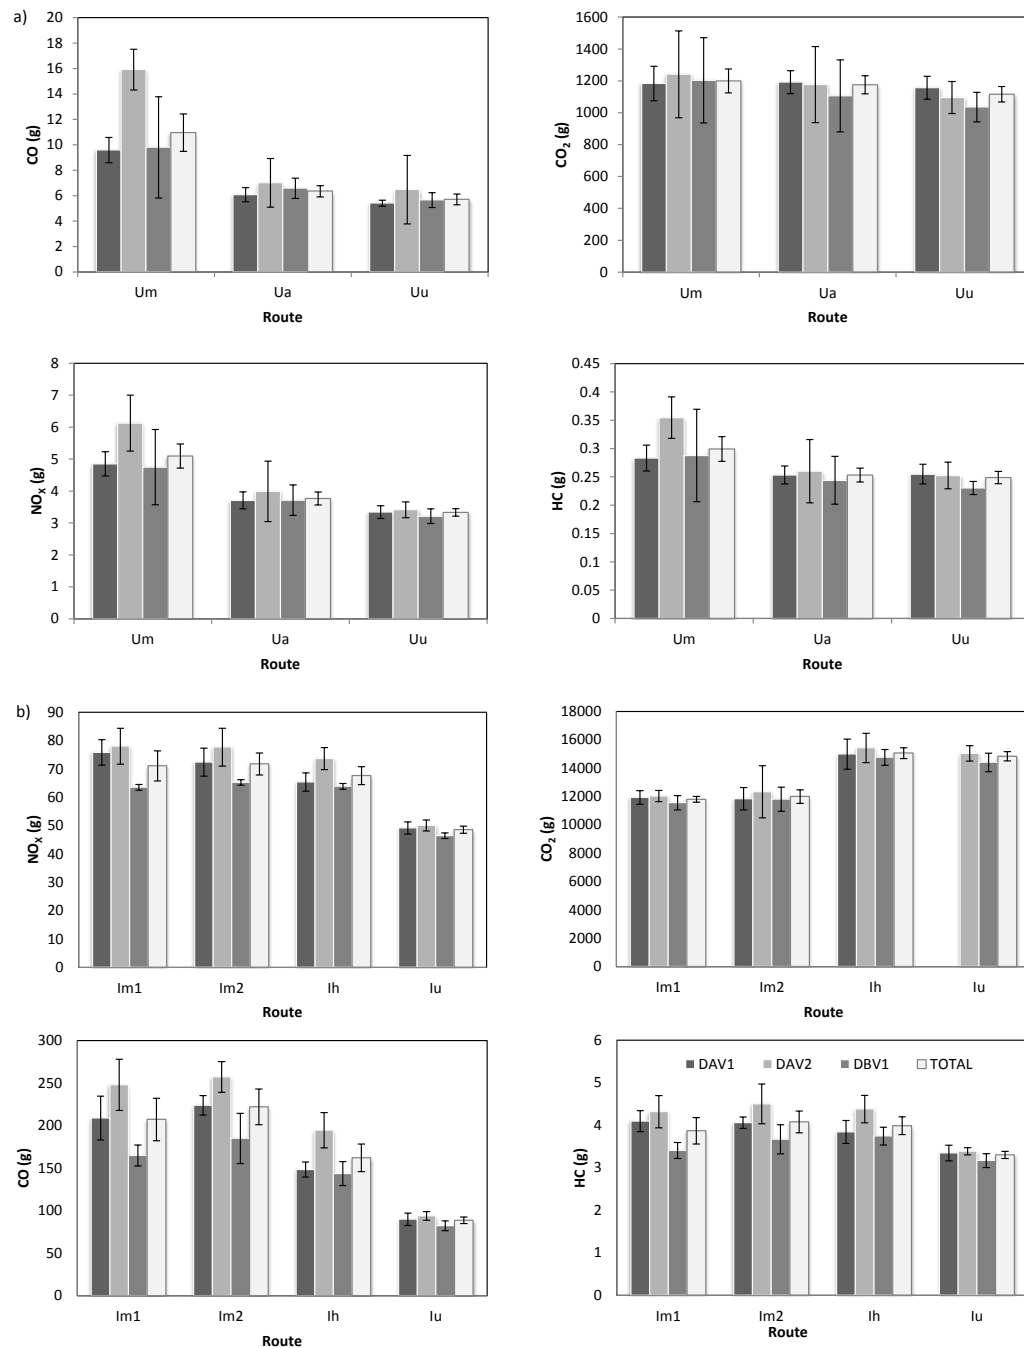 a)
20
18
16
14
12
10
8
6
4
2
0
CO (g)
Um Ua Uu
Route
1600
1400
1200
1000
800
600
400
200
0
CO₂ (g)
Um Ua Uu
Route
8
7
6
5
4
3
2
1
0
NOₓ (g)
Um Ua Uu
Route
0.45
0.4
0.35
0.3
0.25
0.2
0.15
0.1
0.05
0
HC (g)
Um Ua Uu
Route
b)
90
80
70
60
50
40
30
20
10
0
NOₓ (g)
Im1 Im2 Ih Iu
Route
18000
16000
14000
12000
10000
8000
6000
4000
2000
0
CO₂ (g)
Im1 Im2 Ih Iu
Route
300
250
200
150
100
50
0
CO (g)
Im1 Im2 Ih Iu
Route
6
5
4
3
2
1
0
HC (g)
DAV1 DAV2 DBV1 TOTAL
Im1 Im2 Ih Iu
Route